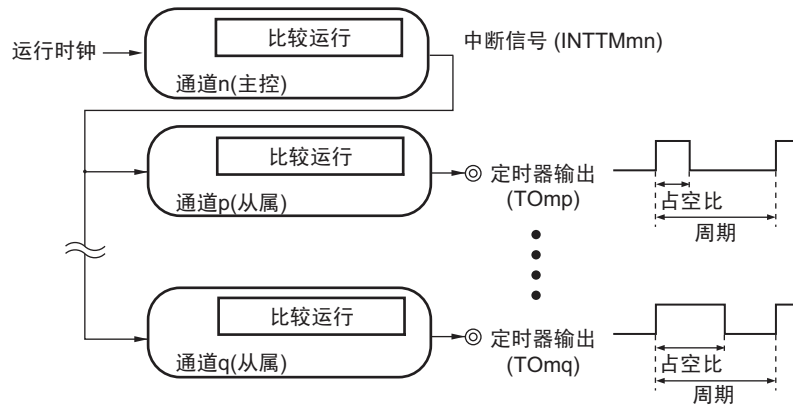 比较运行
运行时钟
中断信号 (INTTMmn)
通道n(主控)
比较运行
通道p(从属)
定时器输出
(TOmp)
占空比
周期
比较运行
通道q(从属)
定时器输出
(TOmq)
占空比
周期